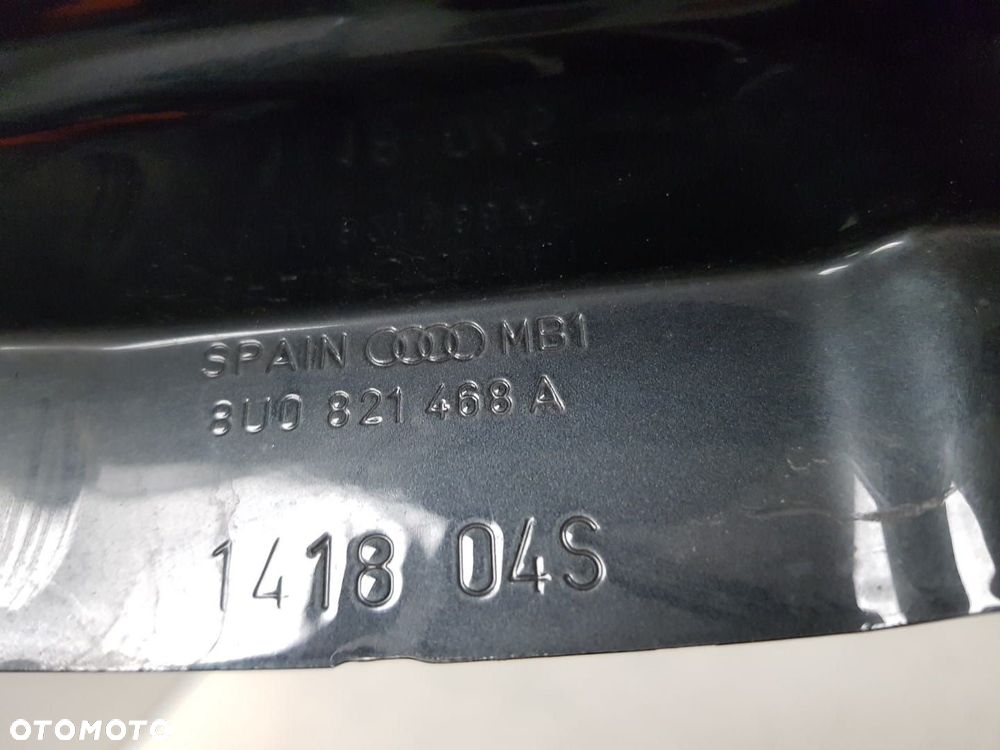 SPAIN MB1
8U0 821 468 A
1418 04S
OTOMOTO